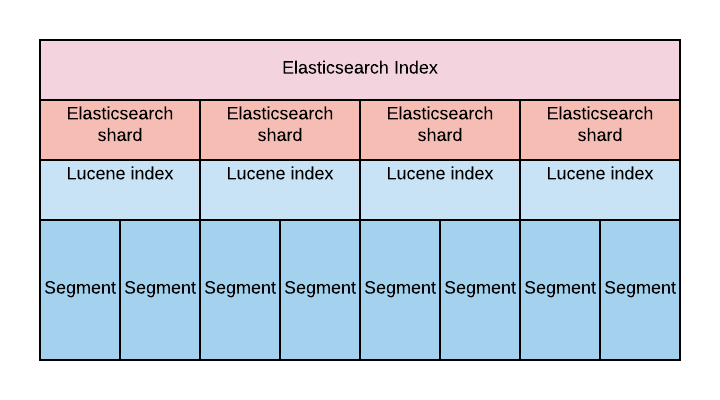 Elasticsearch Index
Elasticsearch
shard
Elasticsearch
shard
Elasticsearch
shard
Elasticsearch
shard
Lucene index
Lucene index
Lucene index
Lucene index
Segment
Segment
Segment
Segment
Segment
Segment
Segment
Segment